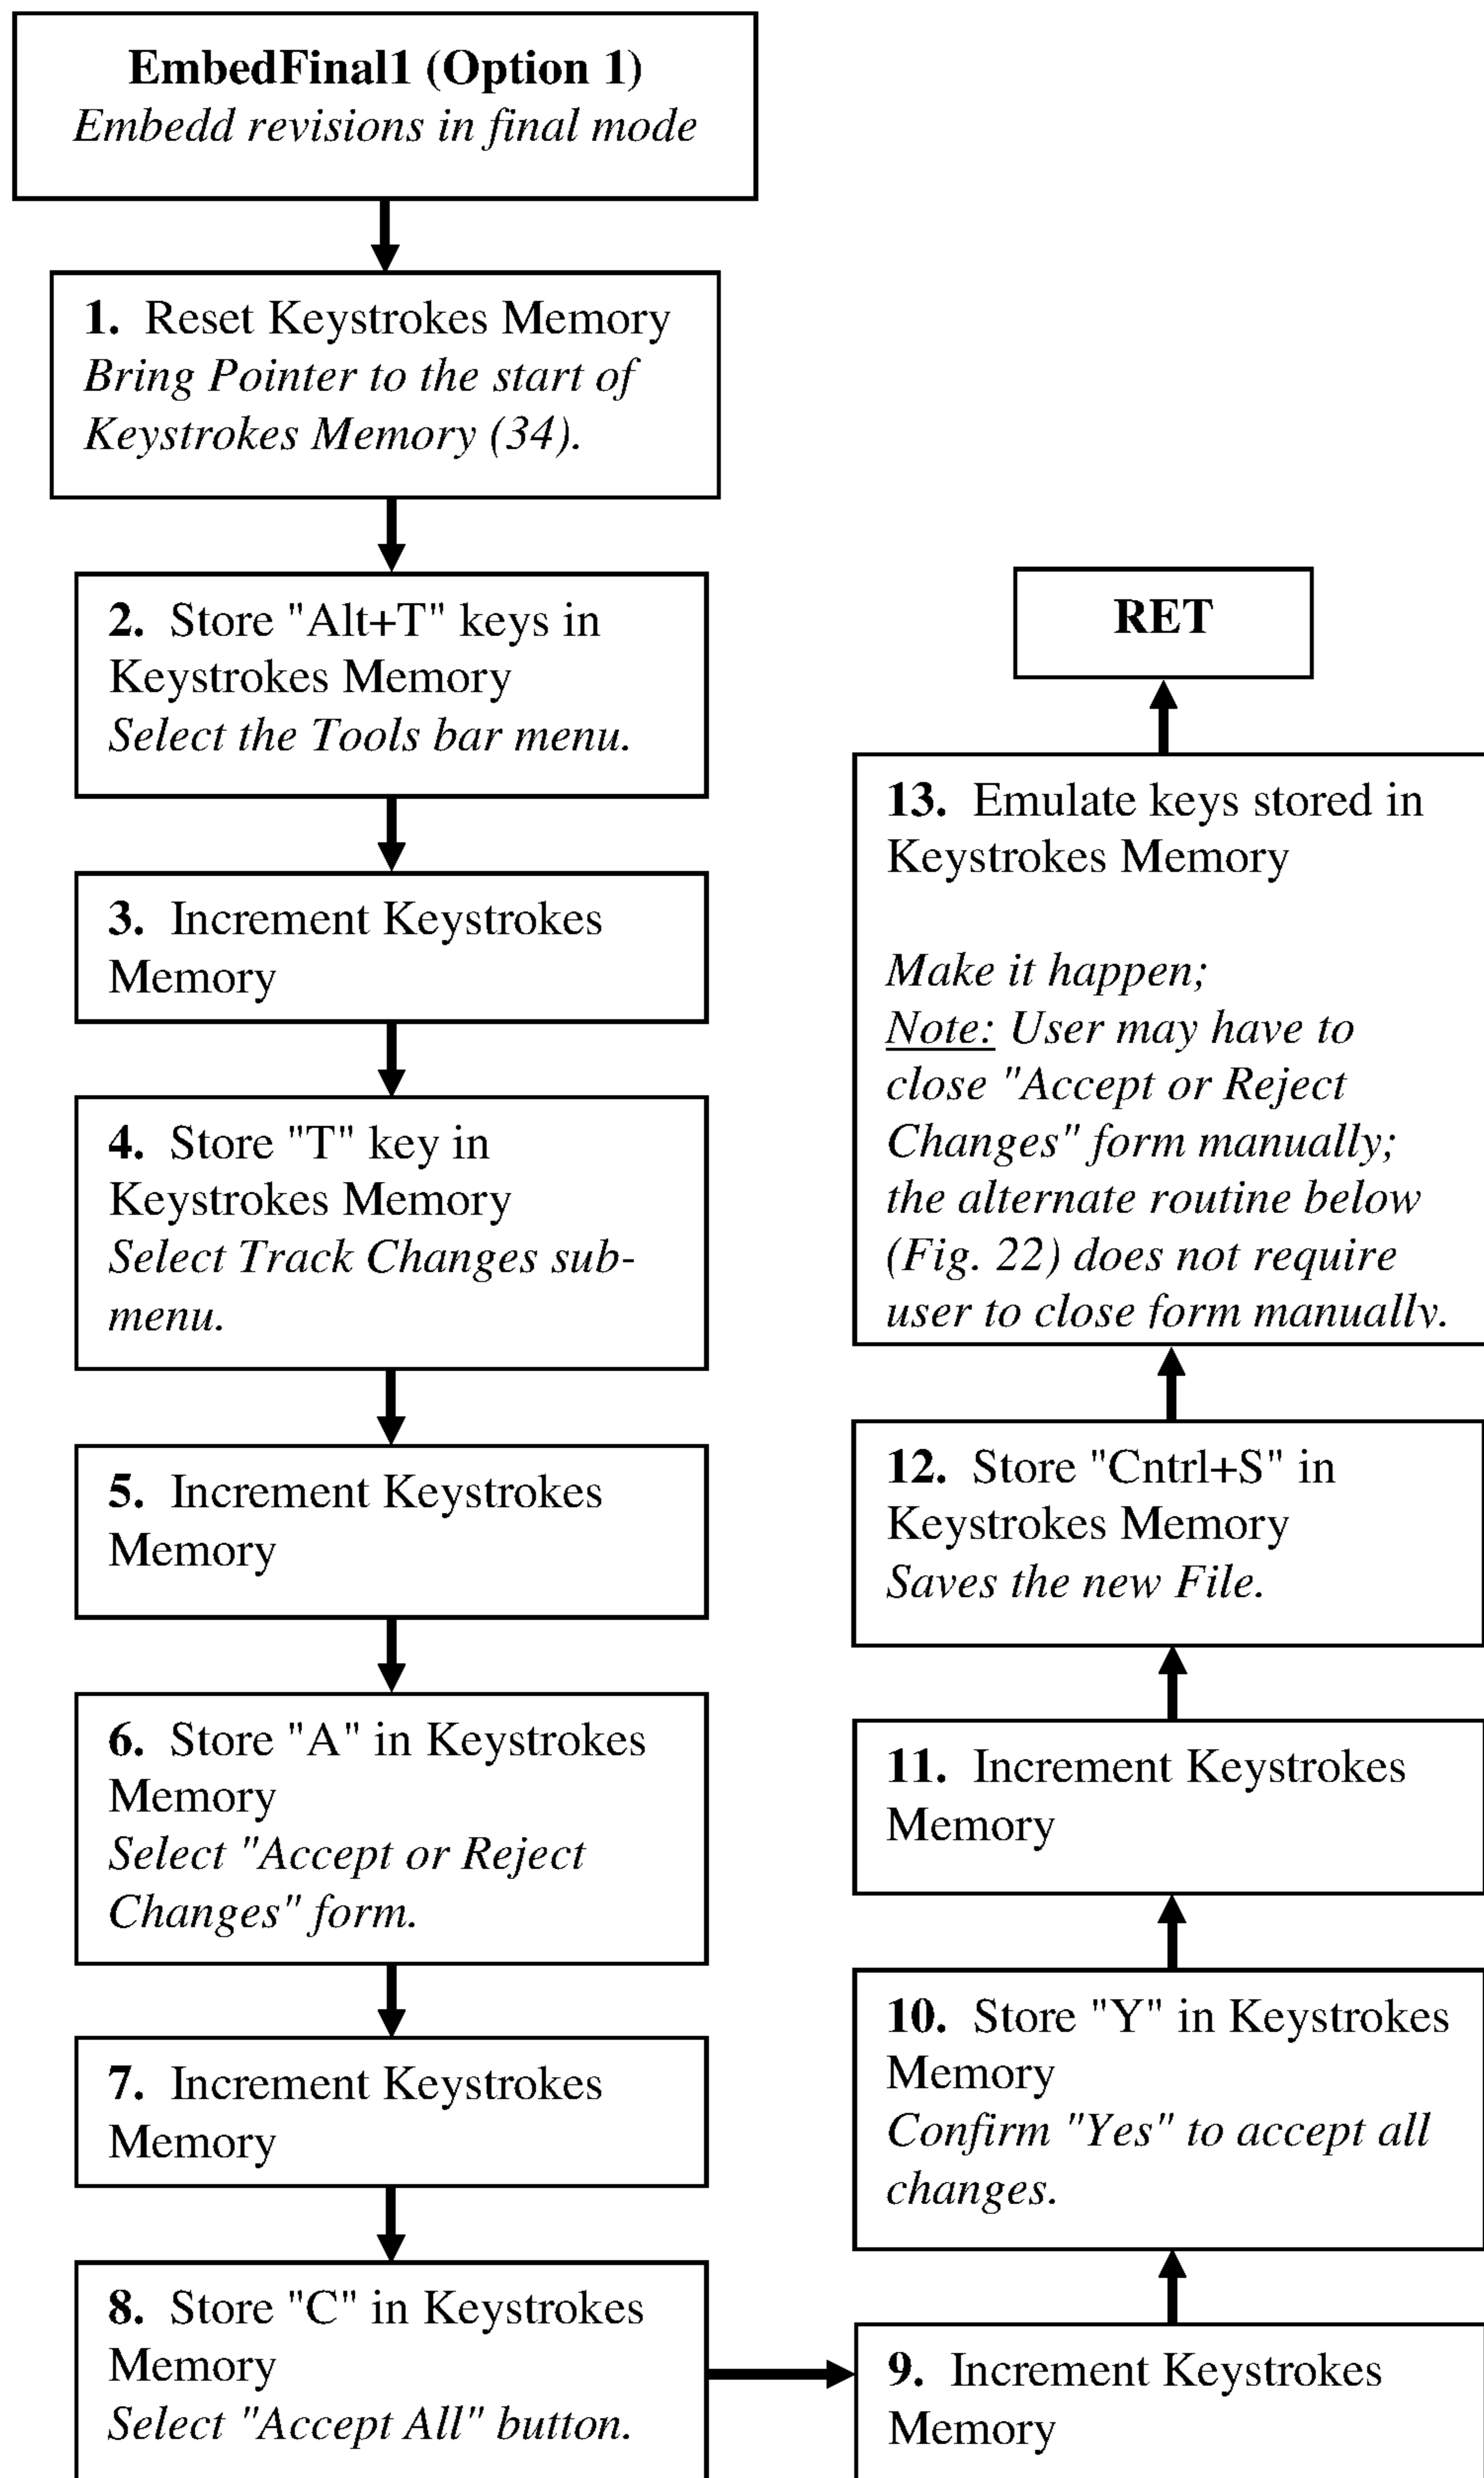 EmbedFinal1 (Option 1)
Embedd revisions in final mode
1. Reset Keystrokes Memory
Bring Pointer to the start of
Keystrokes Memory (34).
2. Store "Alt+T" keys in
Keystrokes Memory
Select the Tools bar menu.
3. Increment Keystrokes
Memory
4. Store "T" key in
Keystrokes Memory
Select Track Changes sub-
menu.
5. Increment Keystrokes
Memory
6. Store "A" in Keystrokes
Memory
Select "Accept or Reject
Changes" form.
7. Increment Keystrokes
Memory
8. Store "C" in Keystrokes
Memory
Select "Accept All" button.
9. Increment Keystrokes
Memory
10. Store "Y" in Keystrokes
Memory
Confirm "Yes" to accept all
changes.
11. Increment Keystrokes
Memory
12. Store "Cntrl+S" in
Keystrokes Memory
Saves the new File.
13. Emulate keys stored in
Keystrokes Memory
Make it happen;
Note: User may have to
close "Accept or Reject
Changes" form manually;
the alternate routine below
(Fig. 22) does not require
user to close form manually.
RET